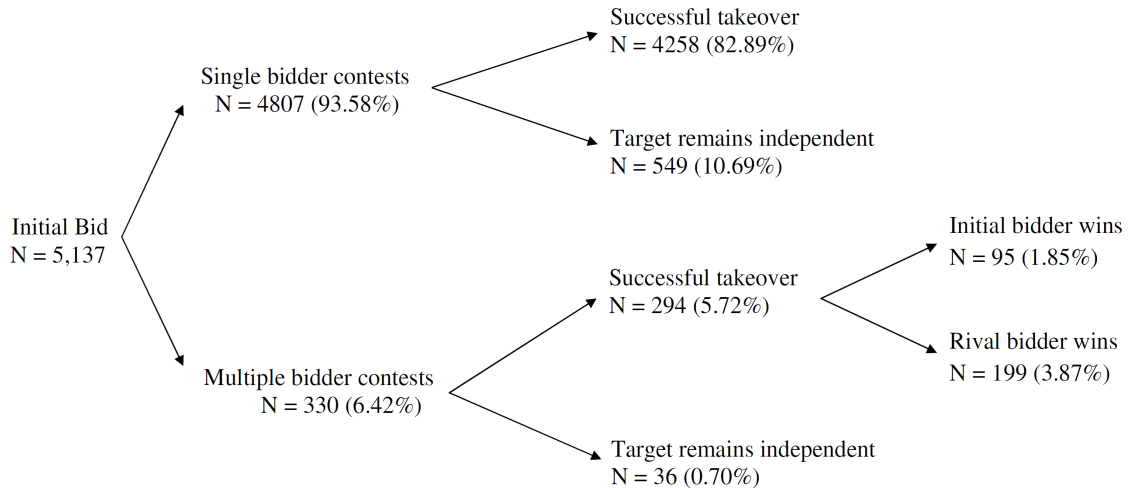 Successful takeover
N = 4258 (82.89%)
Single bidder contests
N = 4807 (93.58%)
Target remains independent
N = 549 (10.69%)
Initial Bid
N = 5,137
Initial bidder wins
N = 95 (1.85%)
Successful takeover
N = 294 (5.72%)
Rival bidder wins
N = 199 (3.87%)
Multiple bidder contests
N = 330 (6.42%)
Target remains independent
N = 36 (0.70%)